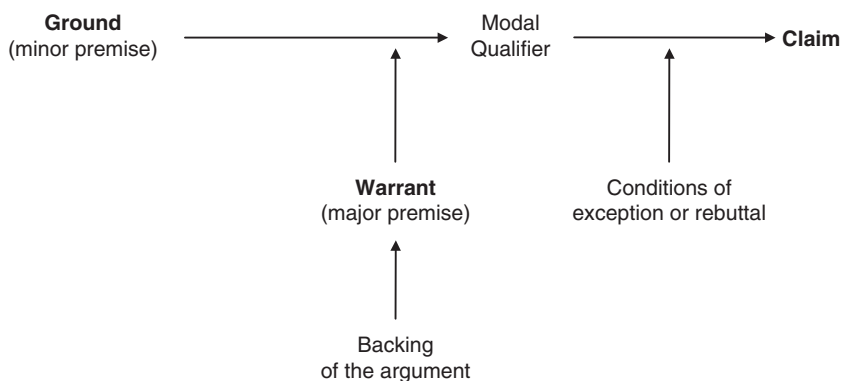 Ground
(minor premise)
Modal
Qualifier
Claim
Warrant
(major premise)
Conditions of
exception or rebuttal
Backing
of the argument